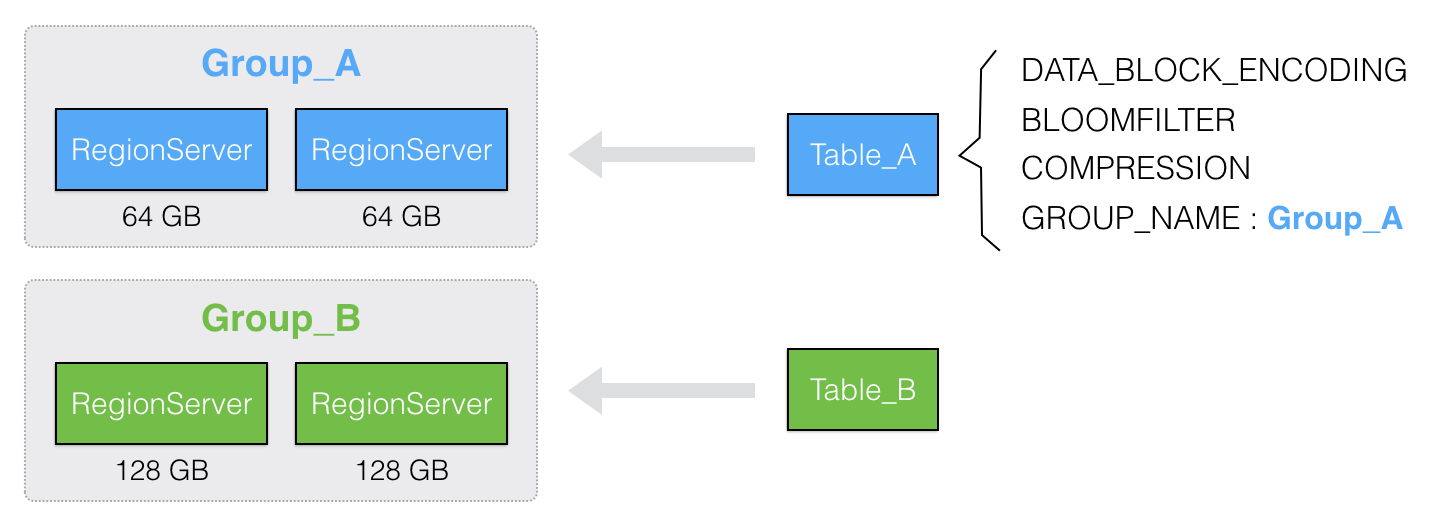 Group_A
RegionServer RegionServer
64 GB 64 GB
Table_A
DATA_BLOCK_ENCODING
BLOOMFILTER
COMPRESSION
GROUP_NAME : Group_A
Group_B
RegionServer RegionServer
128 GB 128 GB
Table_B